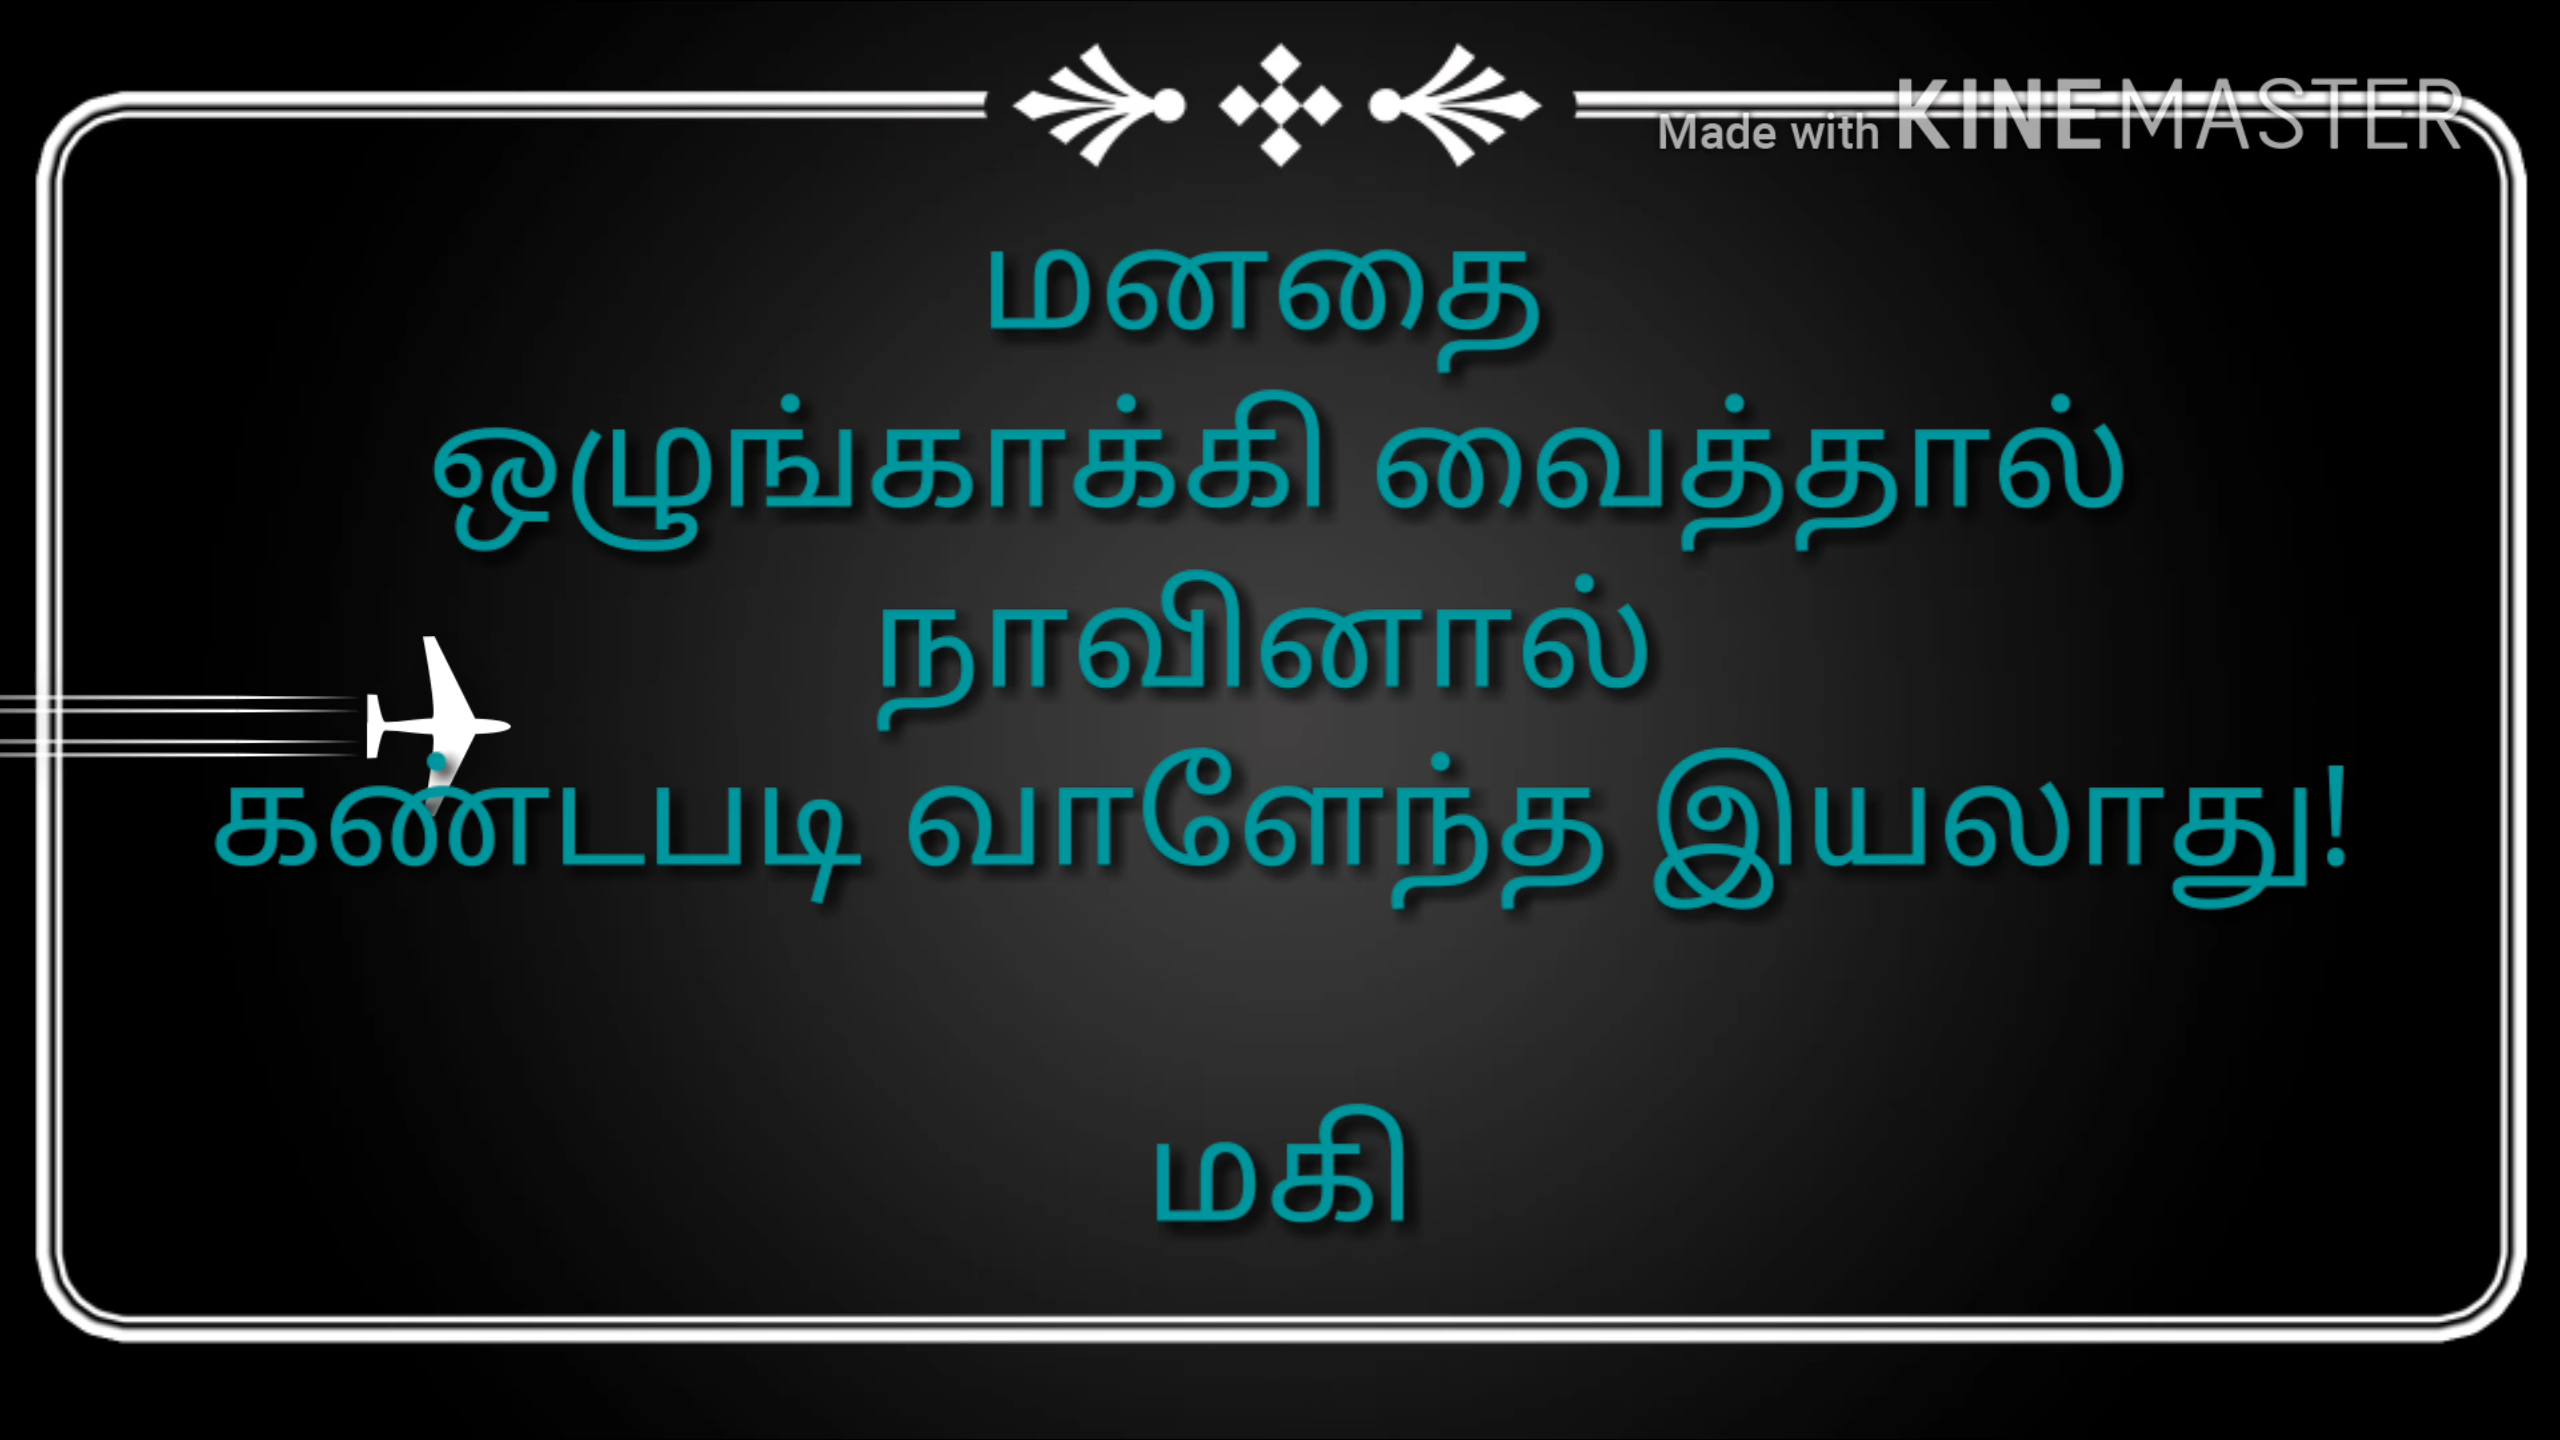 Made with KINEMASTER
மனதை
ஒழுங்காக்கி வைத்தால்
நாவினால்
கண்டபடி வாளேந்த இயலாது!
மகி